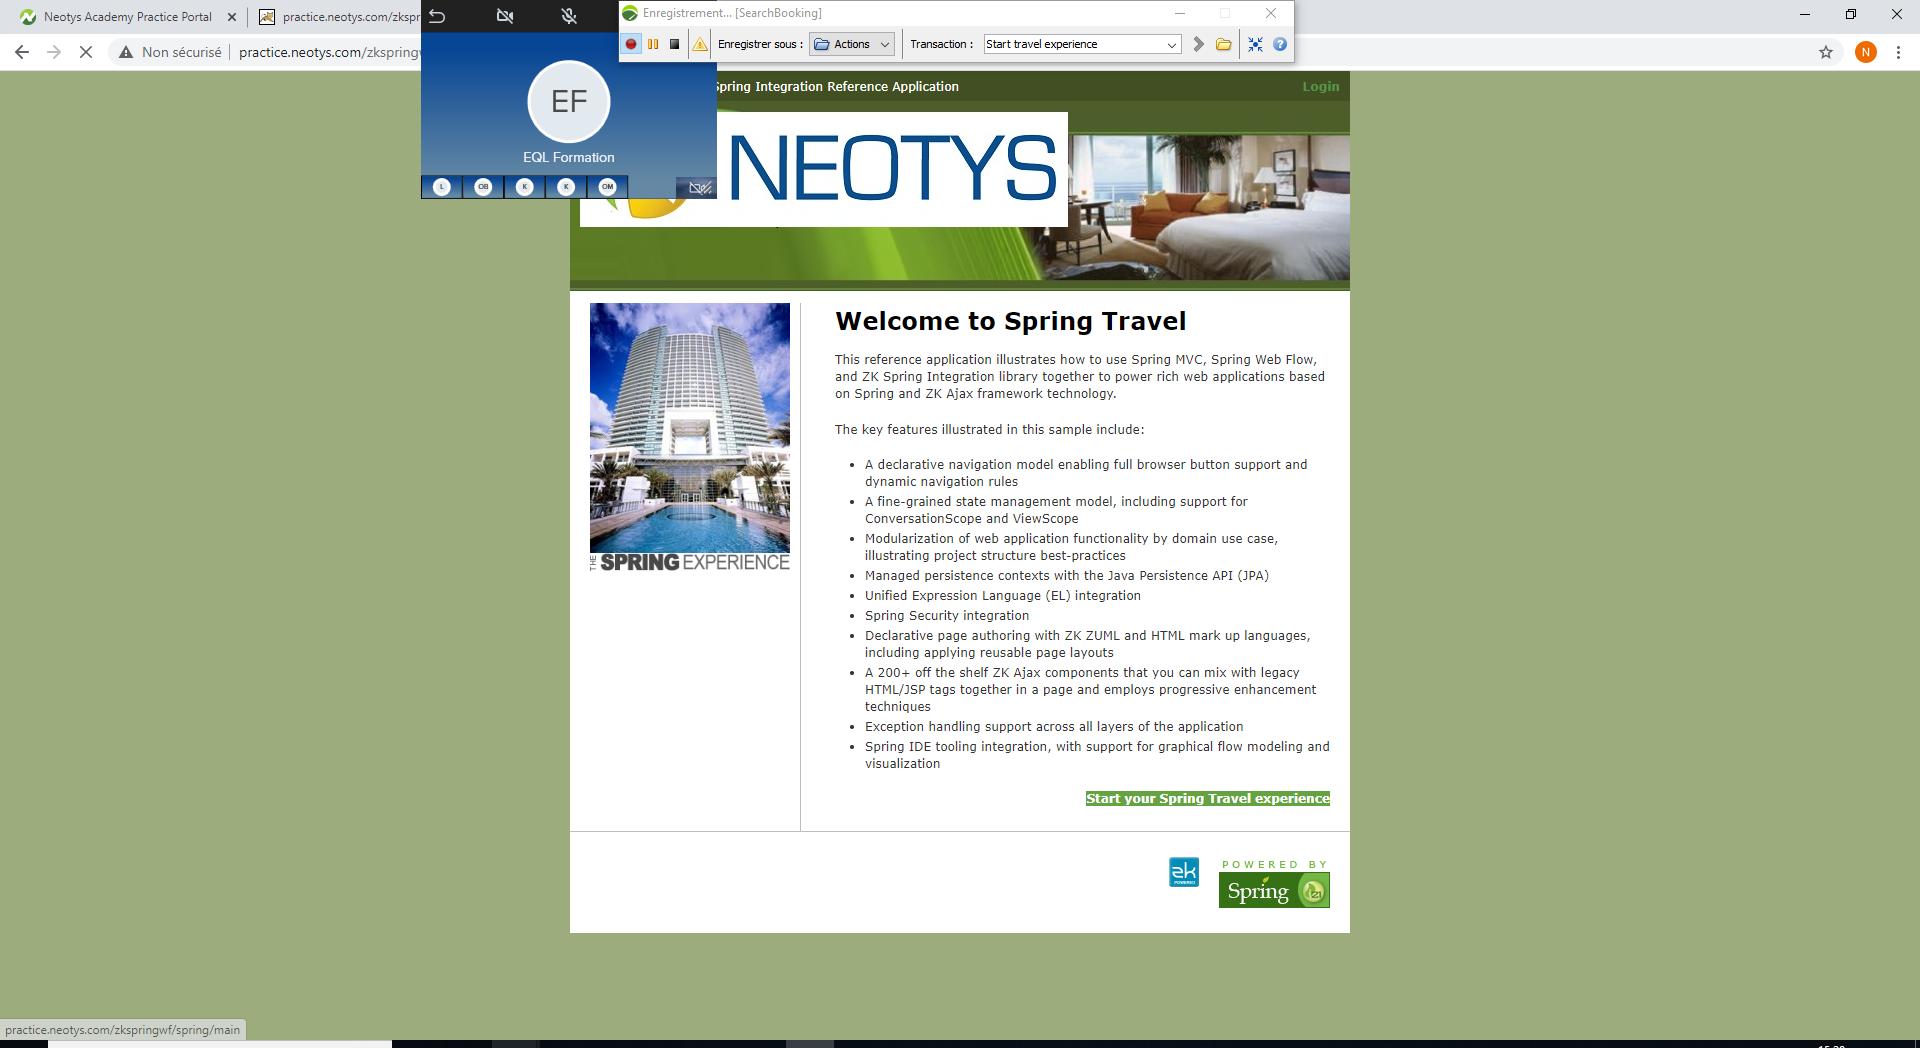 Neotys Academy Practice Portal
practice.neotys.com/zkspr
Enregistrement... [SearchBooking]
Non sécurisé
practice.neotys.com/zkspring
Enregistrer sous :
Actions
Transaction :
Start travel experience
N
Spring Integration Reference Application
Login
EF
EQL Formation
L
OB
K
K
OM
NEOTYS
THE SPRING EXPERIENCE
Welcome to Spring Travel
This reference application illustrates how to use Spring MVC, Spring Web Flow,
and ZK Spring Integration library together to power rich web applications based
on Spring and ZK Ajax framework technology.
The key features illustrated in this sample include:
• A declarative navigation model enabling full browser button support and
dynamic navigation rules
• A fine-grained state management model, including support for
ConversationScope and ViewScope
• Modularization of web application functionality by domain use case,
illustrating project structure best-practices
• Managed persistence contexts with the Java Persistence API (JPA)
• Unified Expression Language (EL) integration
• Spring Security integration
• Declarative page authoring with ZK ZUML and HTML mark up languages,
including applying reusable page layouts
• A 200+ off the shelf ZK Ajax components that you can mix with legacy
HTML/JSP tags together in a page and employs progressive enhancement
techniques
• Exception handling support across all layers of the application
• Spring IDE tooling integration, with support for graphical flow modeling and
visualization
Start your Spring Travel experience
zk
POWERED
POWERED BY
Spring
practice.neotys.com/zkspringwf/spring/main